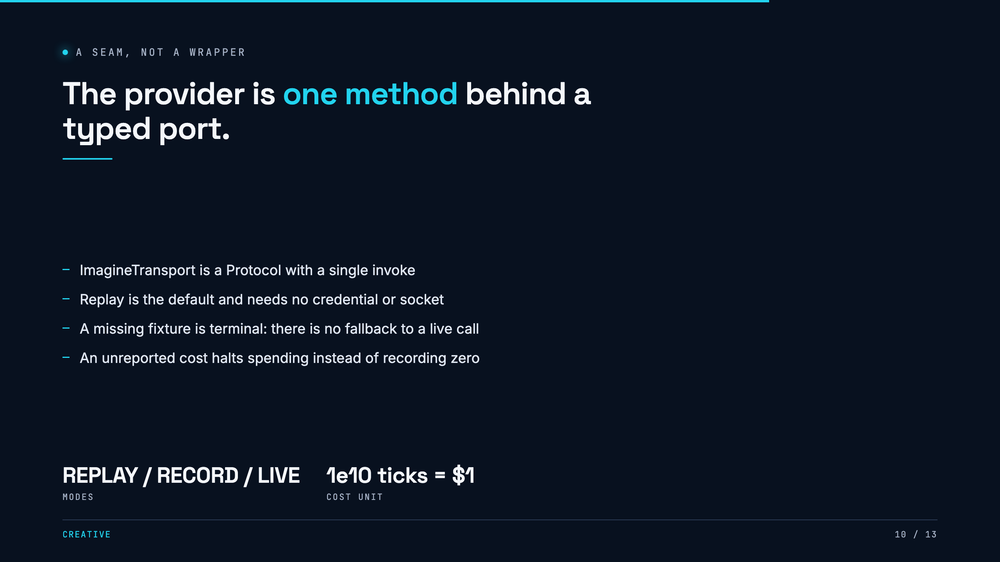 A SEAM, NOT A WRAPPER
The provider is one method behind a
typed port.
– ImagineTransport is a Protocol with a single invoke
– Replay is the default and needs no credential or socket
– A missing fixture is terminal: there is no fallback to a live call
– An unreported cost halts spending instead of recording zero
REPLAY / RECORD / LIVE
MODES
1e10 ticks = $1
COST UNIT
CREATIVE
10 / 13